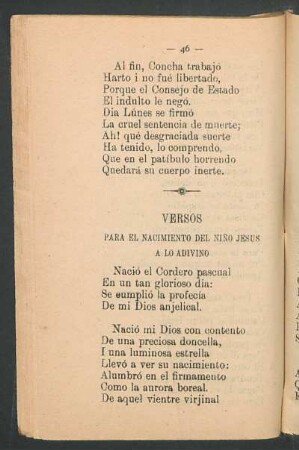 — 46 —
Al fin, Concha trabajó
Harto i no fué libertado,
Porque el Consejo de Estado
El indulto le negó.
Dia Lúnes se firmó
La cruel sentencia de muerte;
Ah! qué desgraciada suerte
Ha tenido, lo comprendo,
Que en el patíbulo horrendo
Quedará su cuerpo inerte.
VERSOS
PARA EL NACIMIENTO DEL NIÑO JESUS
A LO ADIVINO
Nació el Cordero pascual
En un tan glorioso dia:
Se cumplió la profecía
De mi Dios anjelical.
Nació mi Dios con contento
De una preciosa doncella,
I una luminosa estrella
Llevó a ver su nacimiento:
Alumbró en el firmamento
Como la aurora boreal.
De aquel vientre virjinal